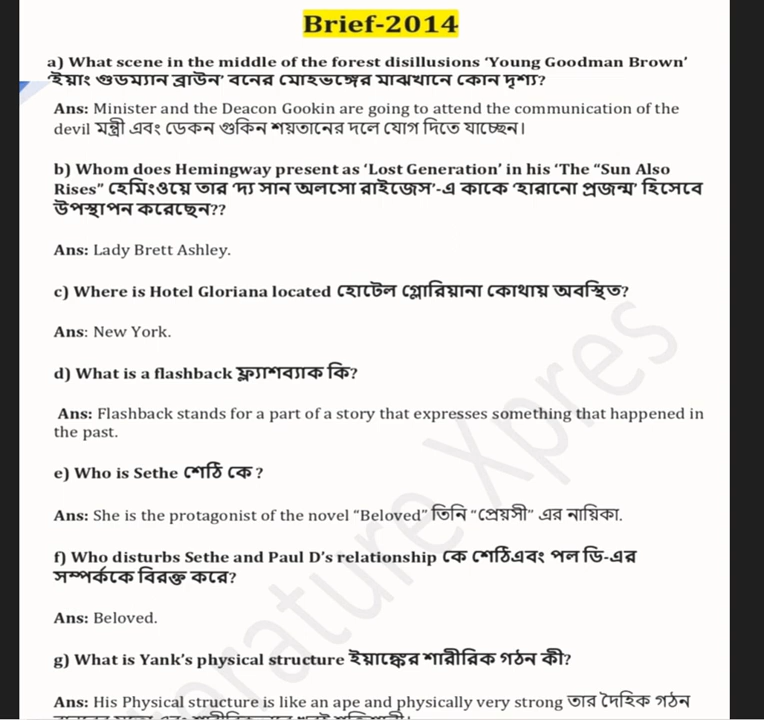 Brief-2014
a) What scene in the middle of the forest disillusions ‘Young Goodman Brown’
‘ইয়াং গুডম্যান ব্রাউন’ বনের মোহভঙ্গের মাঝখানে কোন দৃশ্য?
Ans: Minister and the Deacon Gookin are going to attend the communication of the
devil মন্ত্রী এবং ডেকন গুকিন শয়তানের দলে যোগ দিতে যাচ্ছেন।
b) Whom does Hemingway present as ‘Lost Generation’ in his ‘The “Sun Also
Rises” হেমিংওয়ে তার ‘দ্য সান অলসো রাইজেস’-এ কাকে ‘হারানো প্রজন্ম’ হিসেবে
উপস্থাপন করেছেন??
Ans: Lady Brett Ashley.
c) Where is Hotel Gloriana located হোটেল গ্লোরিয়ানা কোথায় অবস্থিত?
Ans: New York.
d) What is a flashback ফ্ল্যাশব্যাক কি?
Ans: Flashback stands for a part of a story that expresses something that happened in
the past.
e) Who is Sethe শেঠি কে?
Ans: She is the protagonist of the novel “Beloved” তিনি “প্রেয়সী” এর নায়িকা.
f) Who disturbs Sethe and Paul D’s relationship কে শেঠিএবং পল ডি-এর
সম্পর্ককে বিরক্ত করে?
Ans: Beloved.
g) What is Yank’s physical structure ইয়াঙ্কের শারীরিক গঠন কী?
Ans: His Physical structure is like an ape and physically very strong তার দৈহিক গঠন
erature Xpres